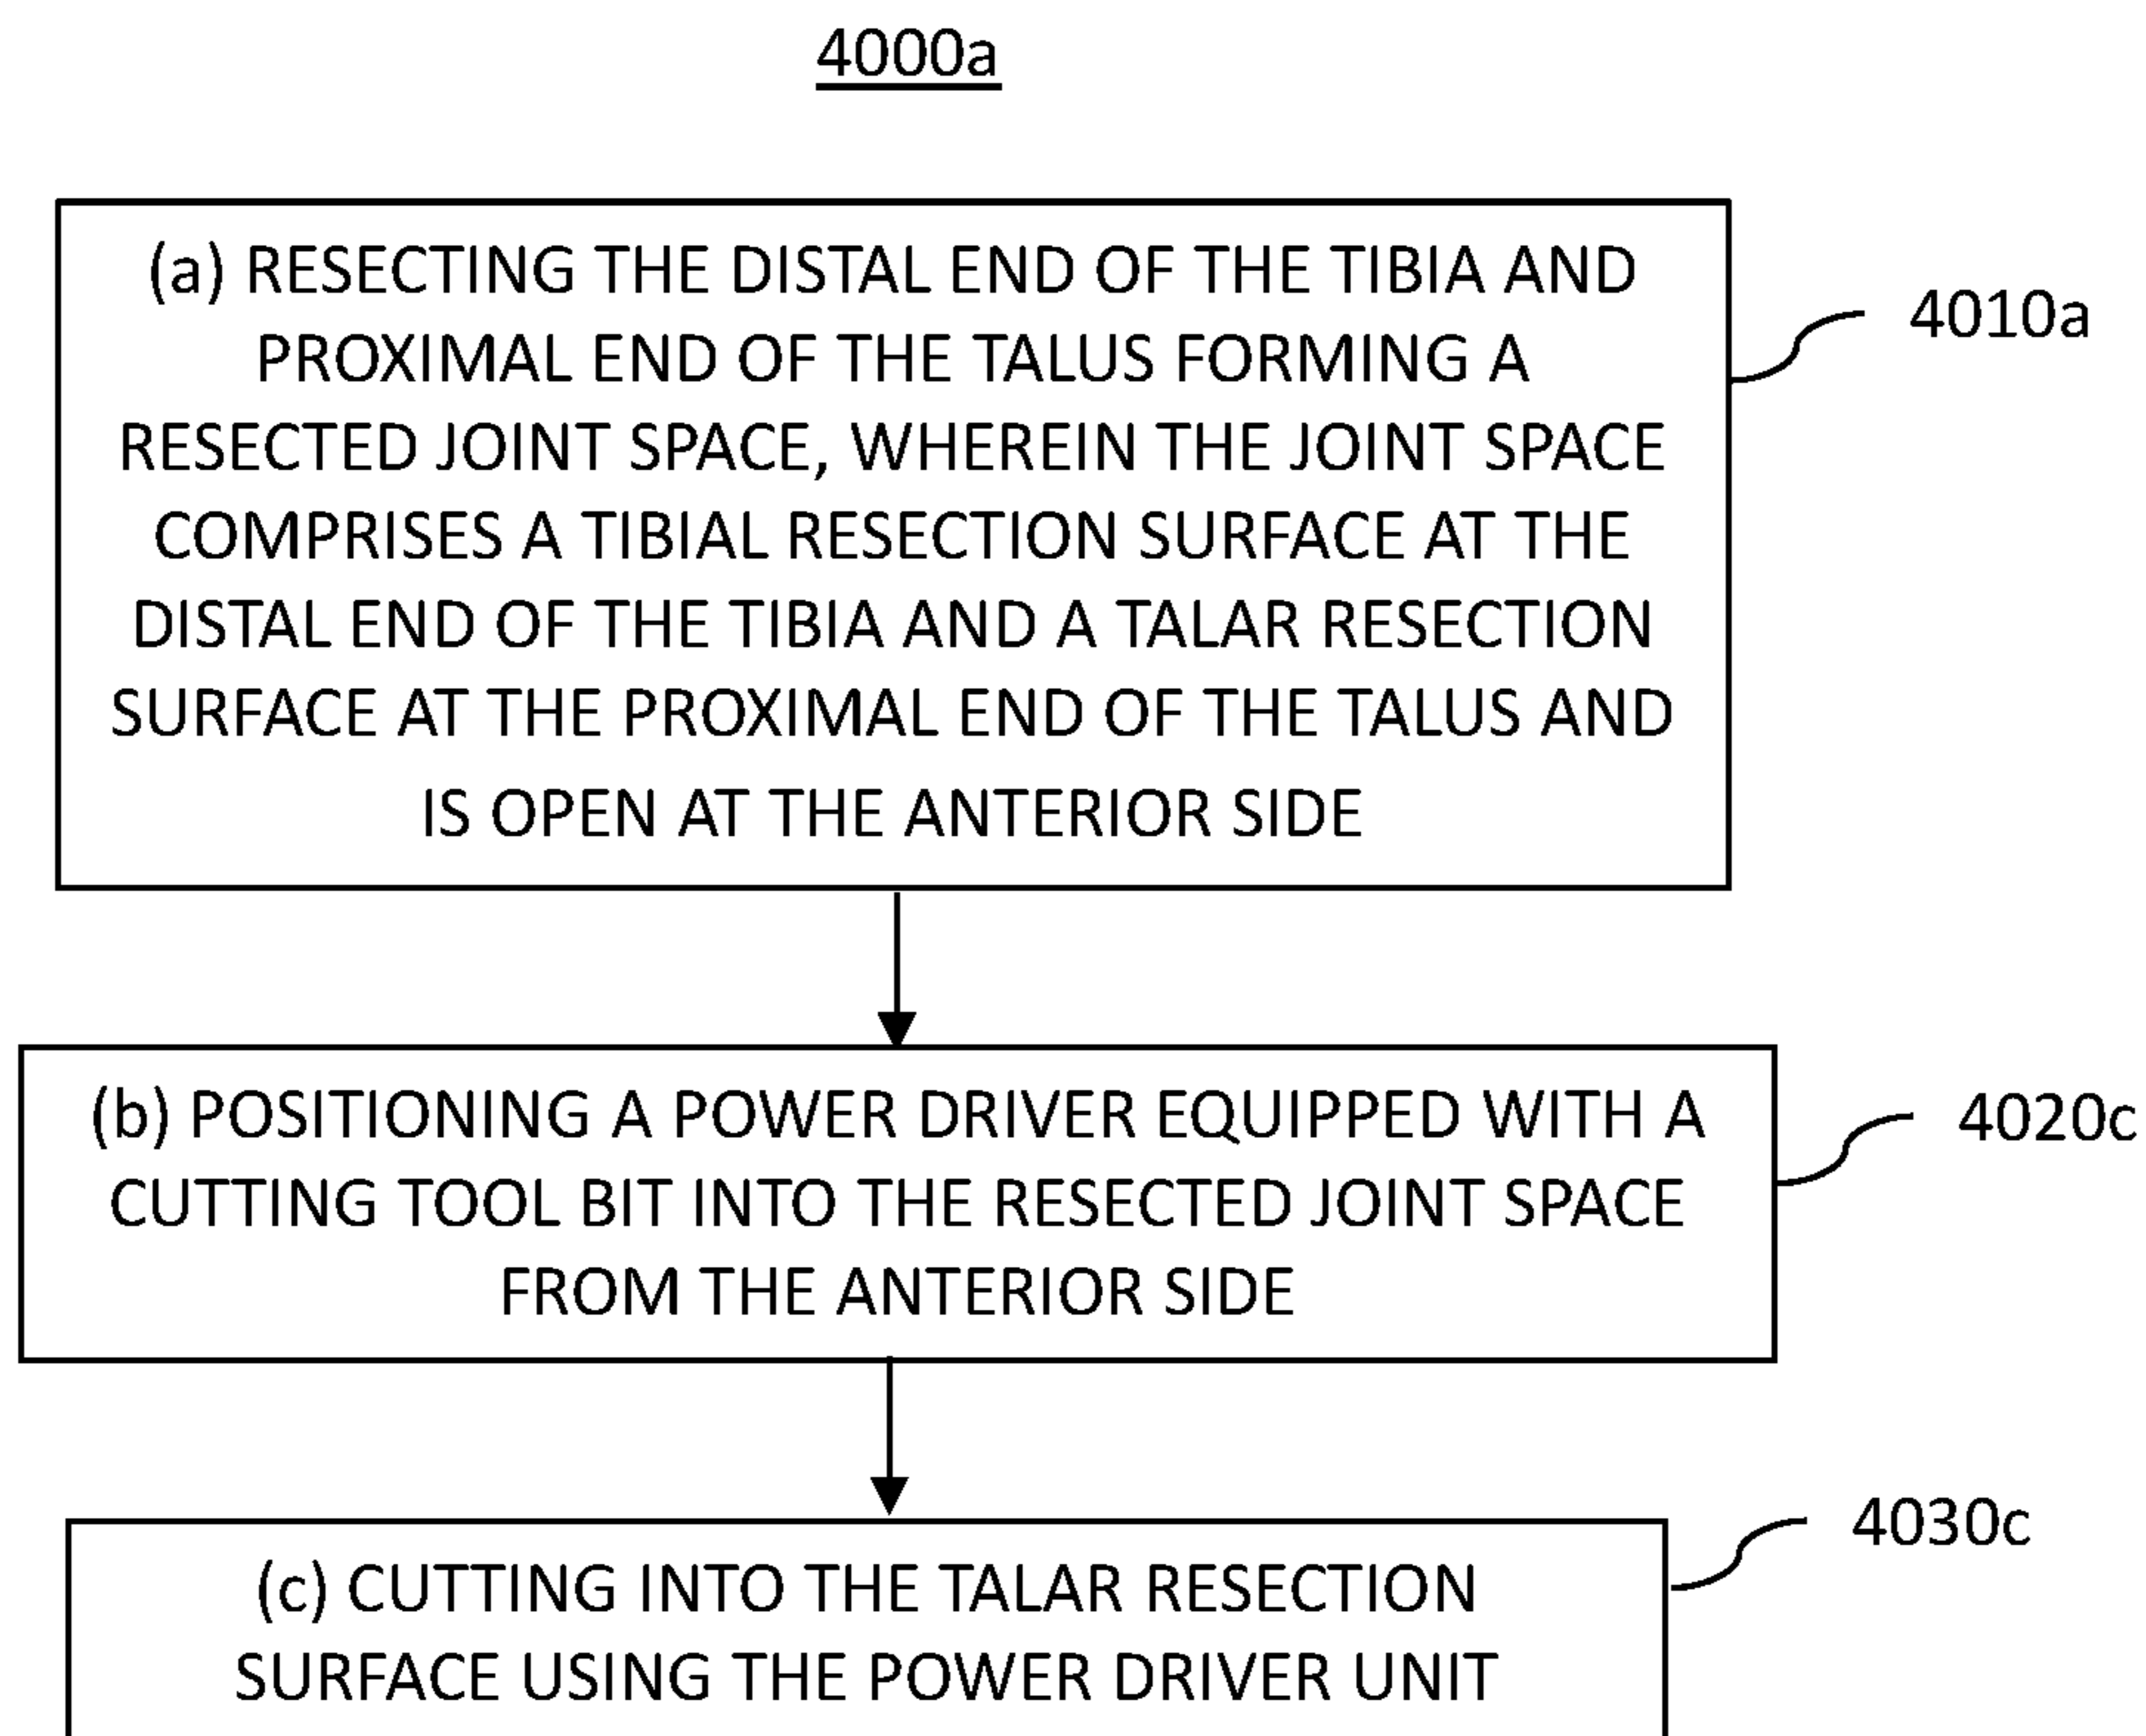 4000a
(a) RESECTING THE DISTAL END OF THE TIBIA AND
PROXIMAL END OF THE TALUS FORMING A
RESECTED JOINT SPACE, WHEREIN THE JOINT SPACE
COMPRISES A TIBIAL RESECTION SURFACE AT THE
DISTAL END OF THE TIBIA AND A TALAR RESECTION
SURFACE AT THE PROXIMAL END OF THE TALUS AND
IS OPEN AT THE ANTERIOR SIDE
4010a
(b) POSITIONING A POWER DRIVER EQUIPPED WITH A
CUTTING TOOL BIT INTO THE RESECTED JOINT SPACE
FROM THE ANTERIOR SIDE
4020c
(c) CUTTING INTO THE TALAR RESECTION
SURFACE USING THE POWER DRIVER UNIT
4030c